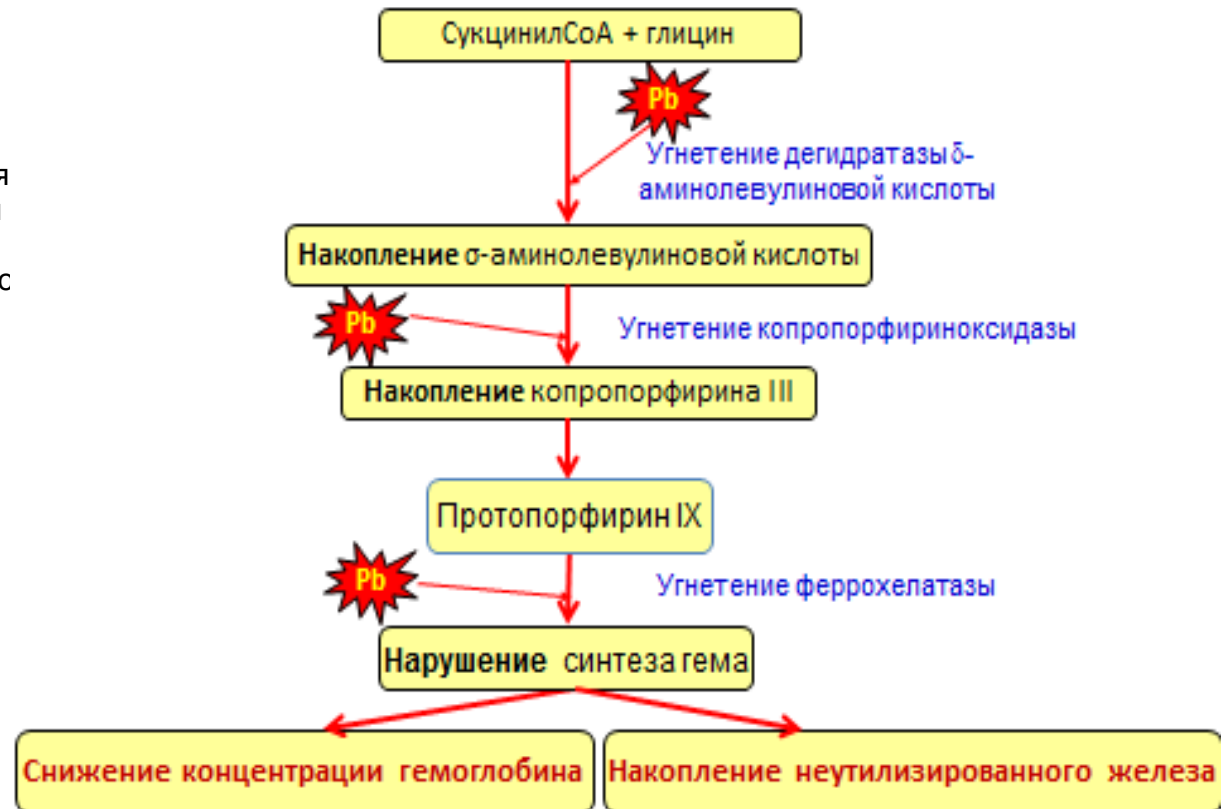 СукцинилСоА + глицин
Pb
Угнетение дегидратазы δ-
аминолевулиновой кислоты
я
Накопление σ-аминолевулиновой кислоты
Pb
Угнетение копропорфириноксидазы
Накопление копропорфирина III
Протопорфирин IX
Pb
Угнетение феррохелатазы
Нарушение синтеза гема
Снижение концентрации гемоглобина
Накопление неутилизированного железа